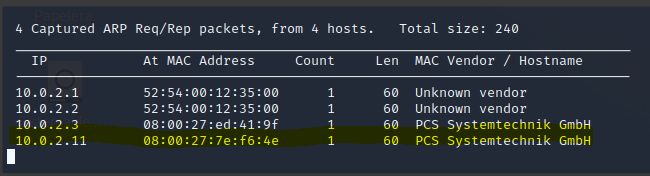 4 Captured ARP Req/Rep packets, from 4 hosts.   Total size: 240
IP            At MAC Address     Count     Len  MAC Vendor / Hostname
10.0.2.1        52:54:00:12:35:00      1      60  Unknown vendor
10.0.2.2        52:54:00:12:35:00      1      60  Unknown vendor
10.0.2.3        08:00:27:ed:41:9f      1      60  PCS Systemtechnik GmbH
10.0.2.11       08:00:27:7e:f6:4e      1      60  PCS Systemtechnik GmbH